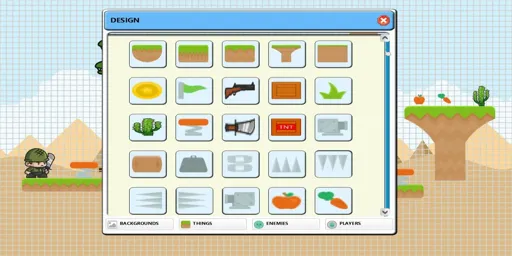 DESIGN
TNT
BACKGROUNDS
THINGS
ENEMIES
PLAYERS